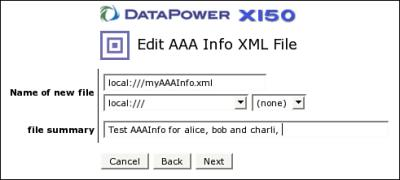 DATAPOWER XI50
Edit AAA Info XML File
Name of new file
local:///myAAAInfo.xml
local:/// (none)
file summary Test AAAInfo for alice, bob and charli,
Cancel Back Next